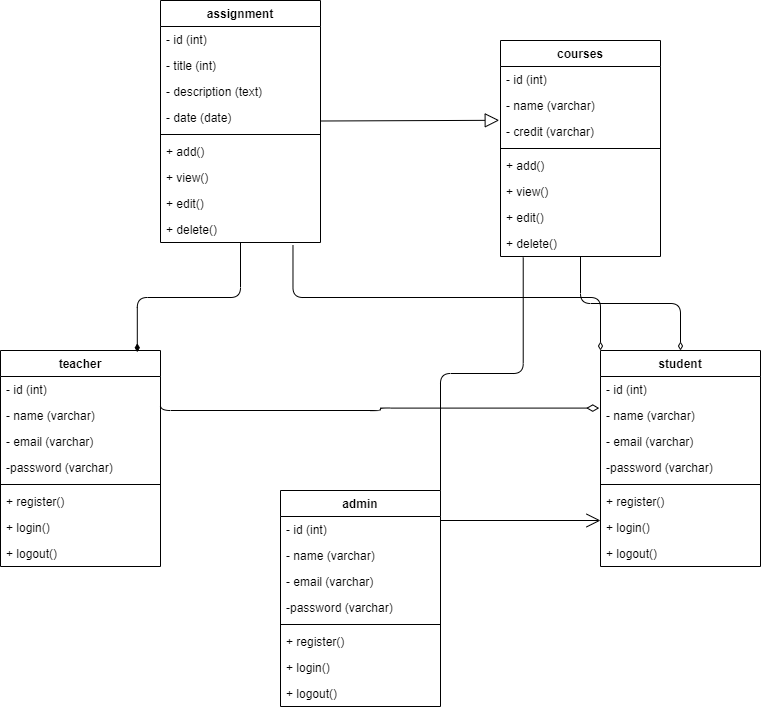 assignment
- id (int)
- title (int)
- description (text)
- date (date)
+ add()
+ view()
+ edit()
+ delete()
courses
- id (int)
- name (varchar)
- credit (varchar)
+ add()
+ view()
+ edit()
+ delete()
teacher
- id (int)
- name (varchar)
- email (varchar)
-password (varchar)
+ register()
+ login()
+ logout()
student
- id (int)
- name (varchar)
- email (varchar)
-password (varchar)
+ register()
+ login()
+ logout()
admin
- id (int)
- name (varchar)
- email (varchar)
-password (varchar)
+ register()
+ login()
+ logout()